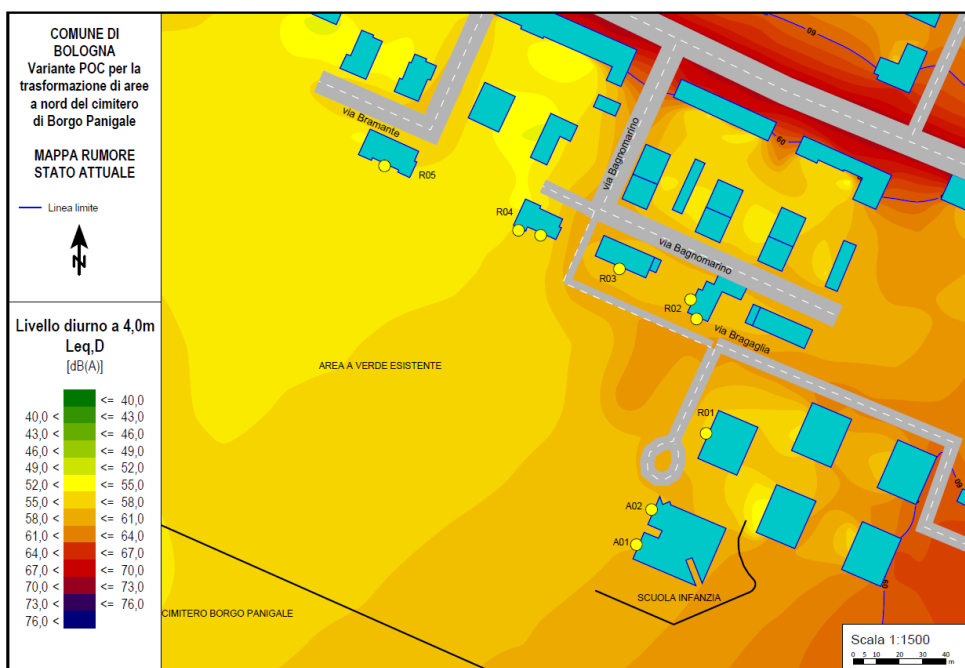 COMUNE DI
BOLOGNA
Variante POC per la
trasformazione di aree
a nord del cimitero
di Borgo Panigale
MAPPA RUMORE
STATO ATTUALE
Linea limite
N
Livello diurno a 4,0m
Leq,D
[dB(A)]
<= 40,0
40,0 < <= 43,0
43,0 < <= 46,0
46,0 < <= 49,0
49,0 < <= 52,0
52,0 < <= 55,0
55,0 < <= 58,0
58,0 < <= 61,0
61,0 < <= 64,0
64,0 < <= 67,0
67,0 < <= 70,0
70,0 < <= 73,0
73,0 < <= 76,0
76,0 <
60
via Bramante
via Bagnomarino
60
R05
R04
via Bagnomarino
R03
R02
via Bragaglia
AREA A VERDE ESISTENTE
R01
60
A02
A01
60
SCUOLA INFANZIA
CIMITERO BORGO PANIGALE
Scala 1:1500
0 5 10 20 30 40
m